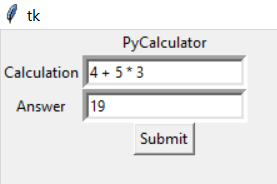 tk
PyCalculator
Calculation 4 + 5 * 3
Answer 19
Submit